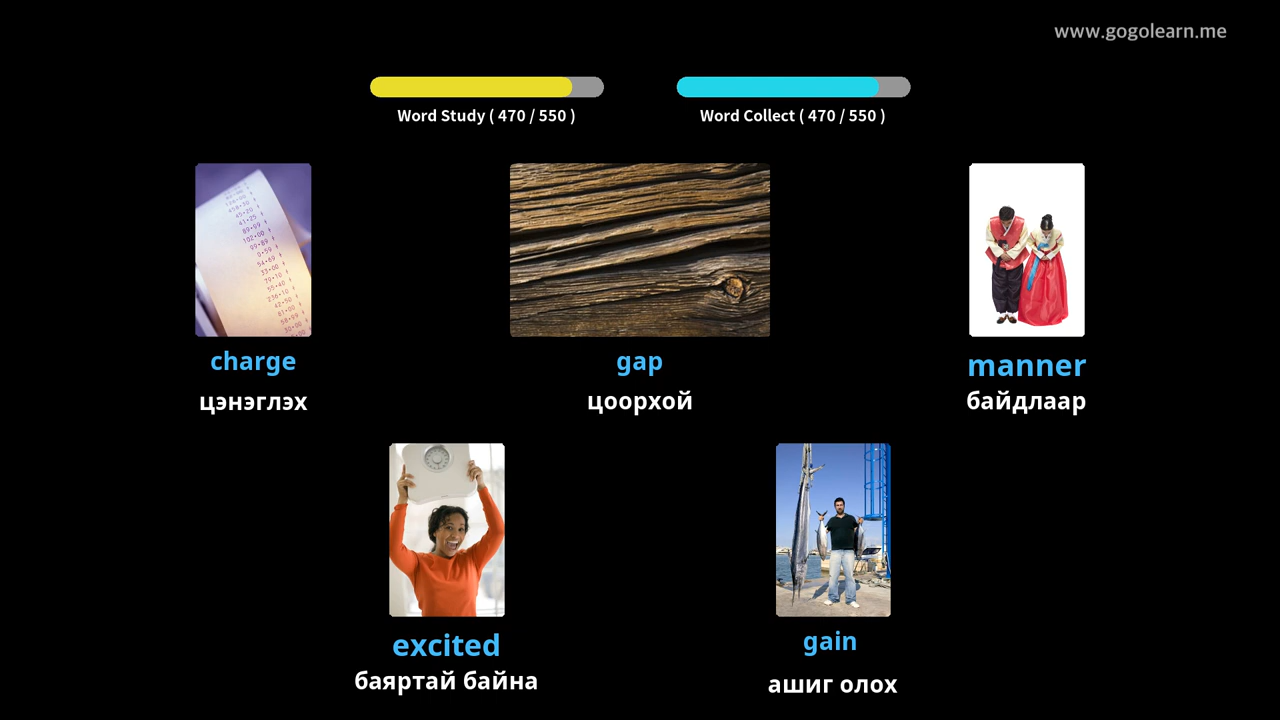 www.gogolearn.me
Word Study ( 470 / 550 )
Word Collect ( 470 / 550 )
charge
цэнэглэх
gap
цоорхой
manner
байдлаар
excited
баяртай байна
gain
ашиг олох